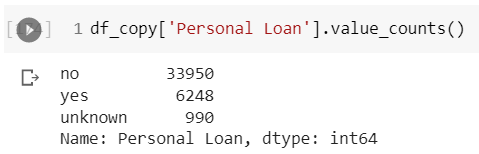 1 df_copy['Personal Loan'].value_counts()
no 33950
yes 6248
unknown 990
Name: Personal Loan, dtype: int64